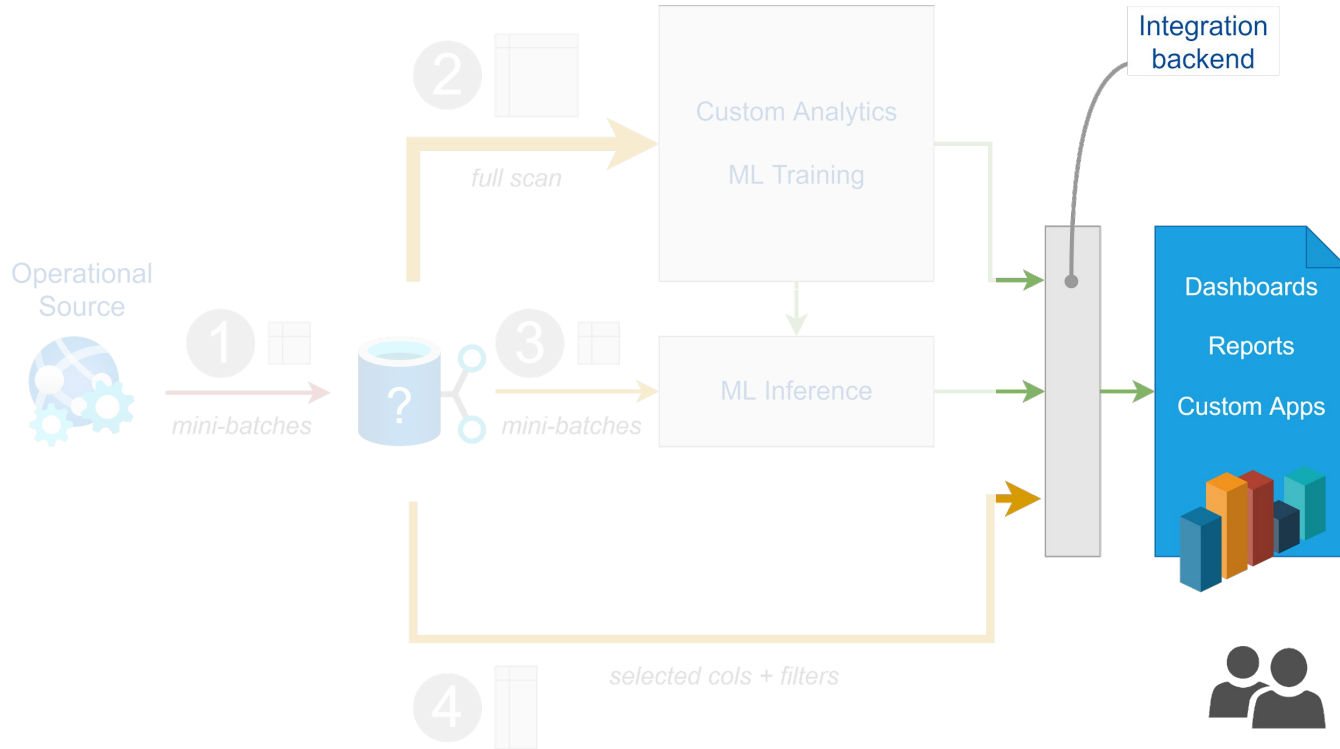 Integration
backend
2
Custom Analytics
ML Training
full scan
Operational
Source
Dashboards
1
3
Reports
?
ML Inference
Custom Apps
mini-batches
mini-batches
selected cols + filters
4